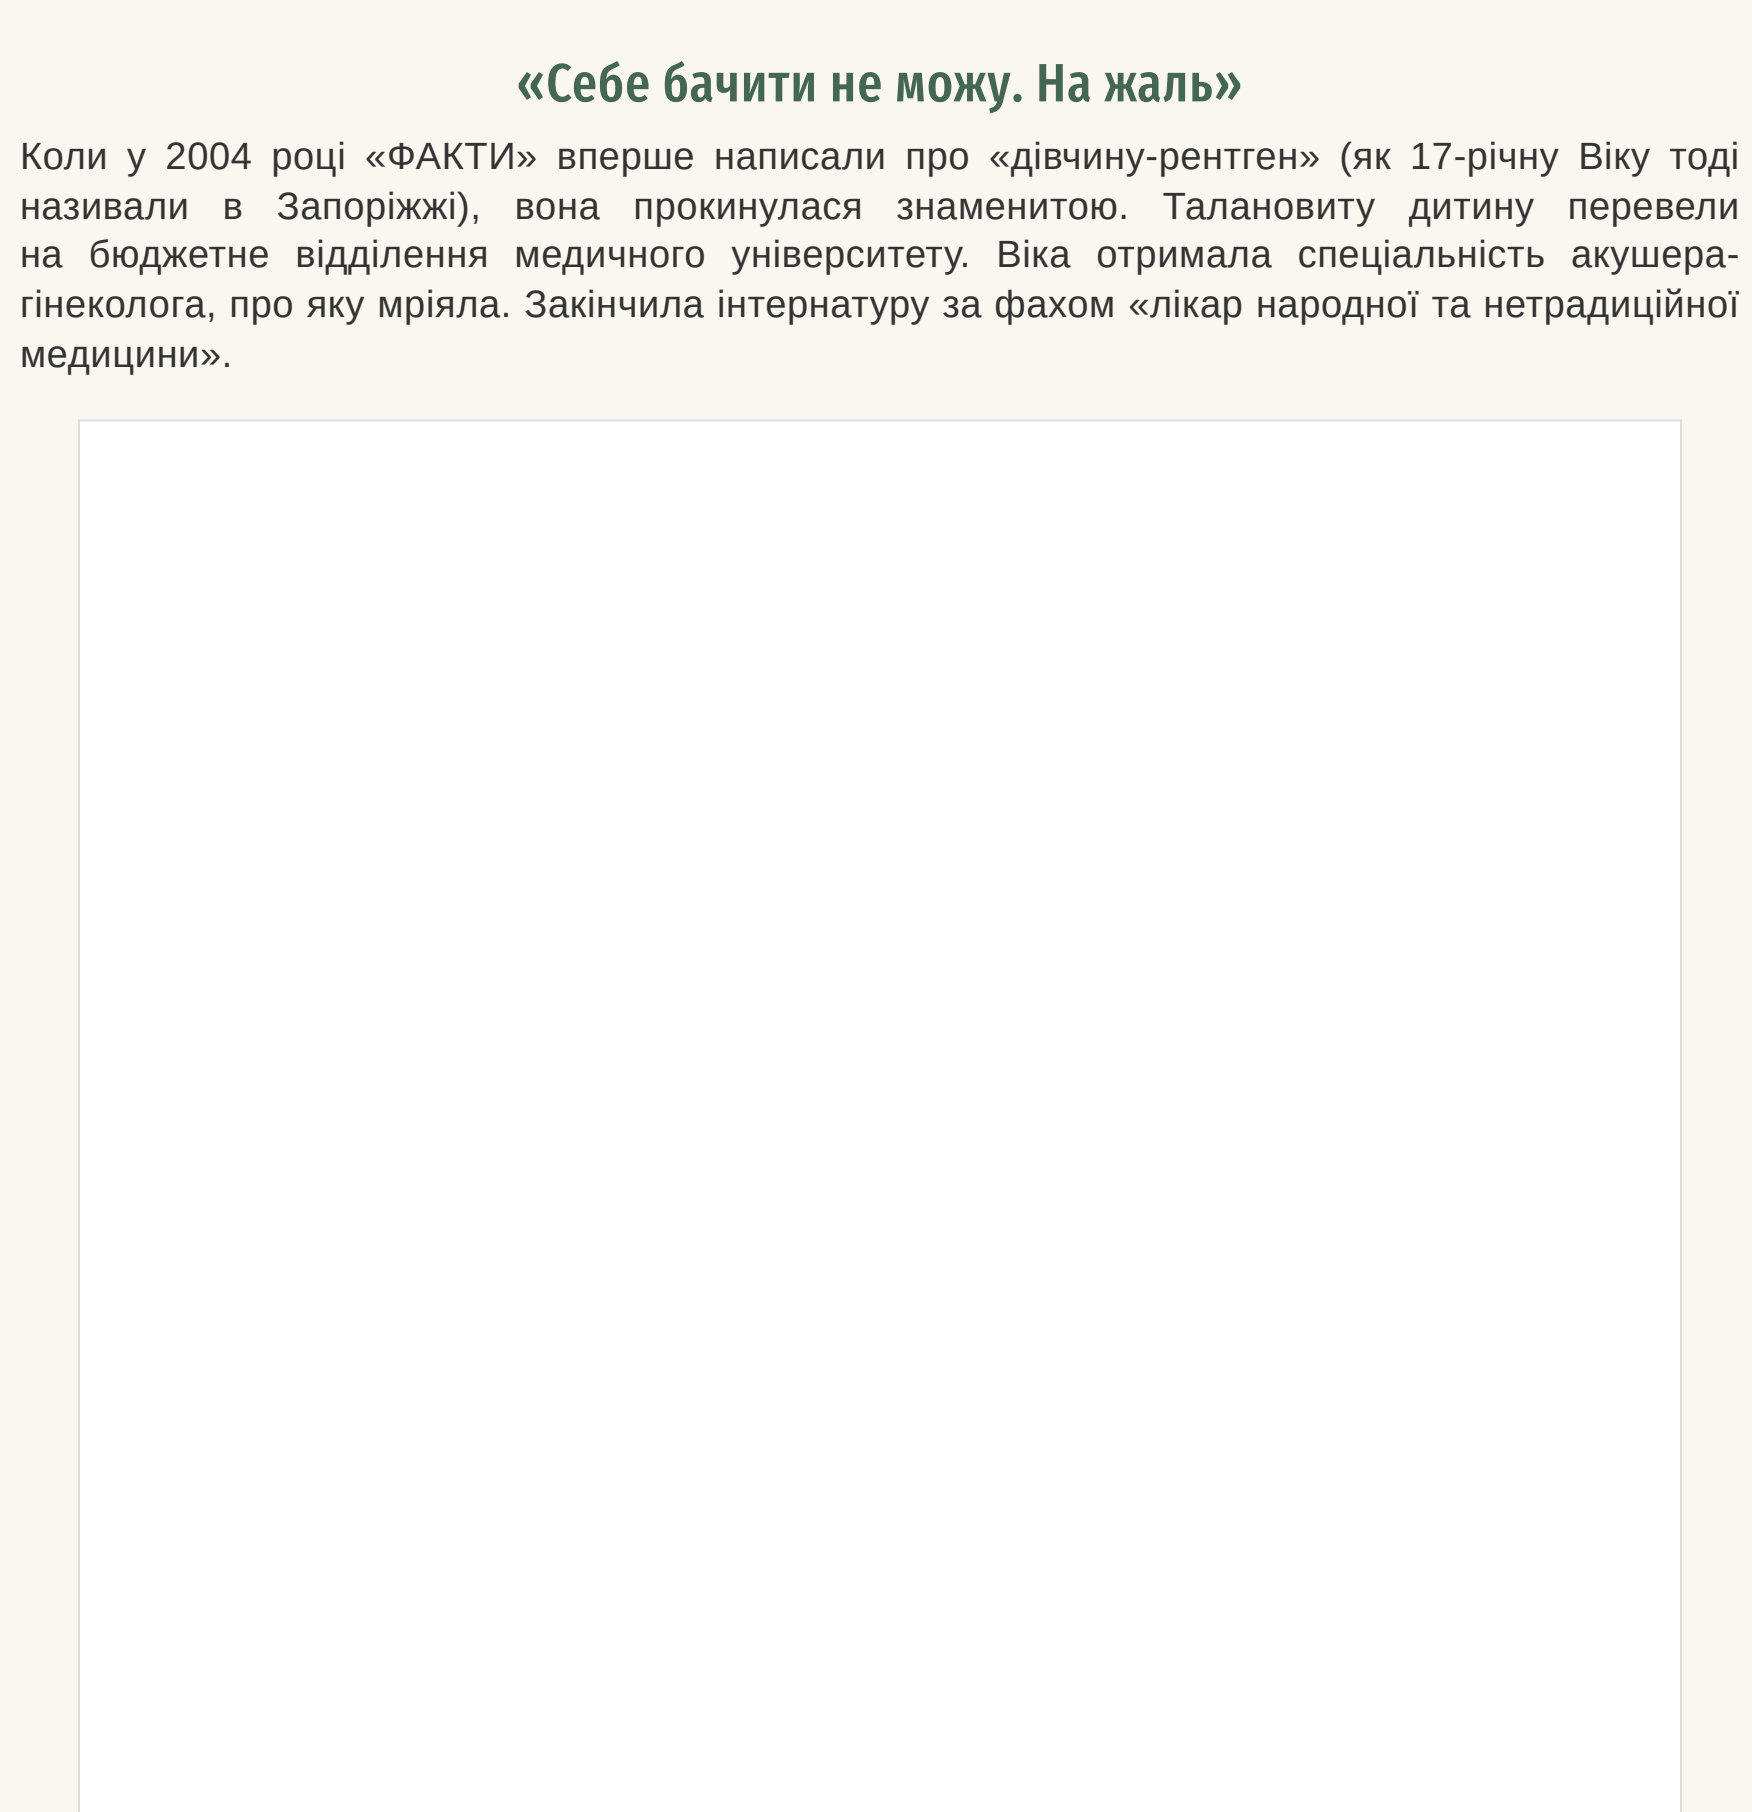 «Себе бачити не можу. На жаль»
Коли у 2004 році «ФАКТИ» вперше написали про «дівчину-рентген» (як 17-річну Віку тоді
називали в Запоріжжі), вона прокинулася знаменитою. Талановиту дитину перевели
на бюджетне відділення медичного університету. Віка отримала спеціальність акушера-
гінеколога, про яку мріяла. Закінчила інтернатуру за фахом «лікар народної та нетрадиційної
медицини».